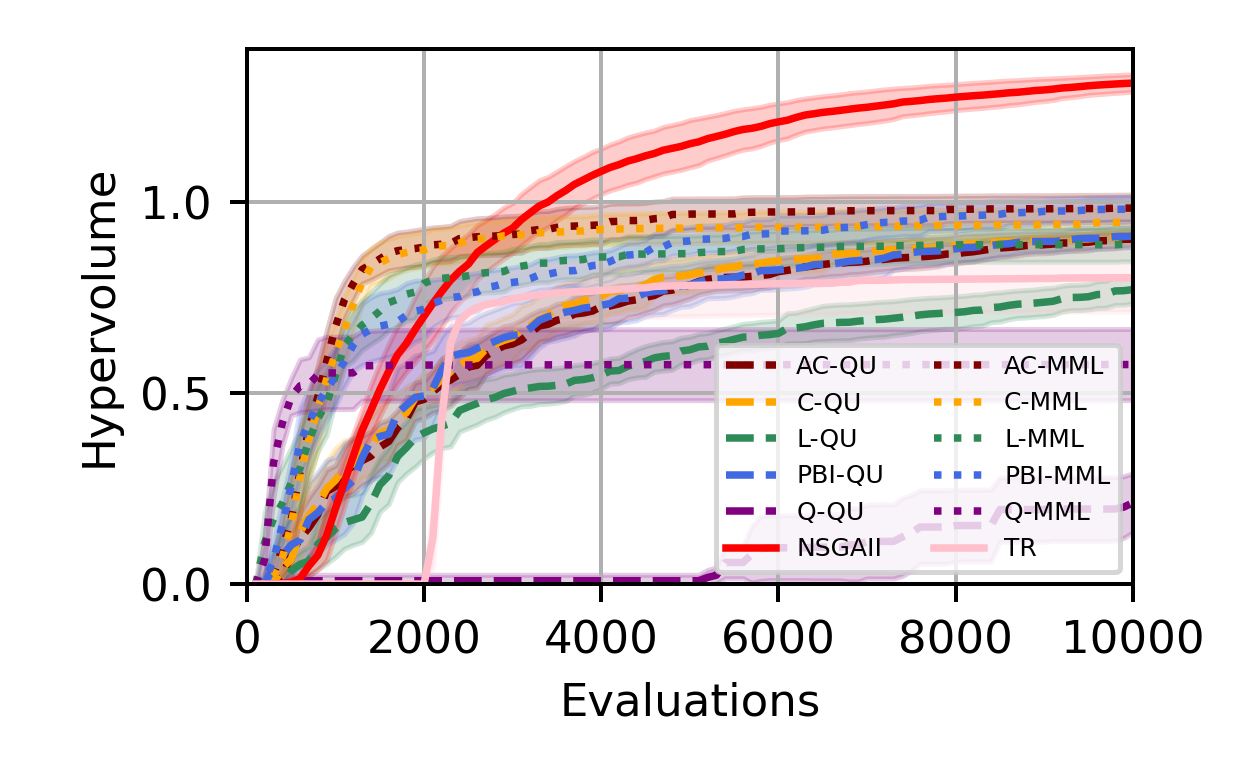 Hypervolume
1.0
0.5
0.0
AC-QU
C-QU
L-QU
PBI-QU
Q-QU
NSGAII
AC-MML
C-MML
L-MML
PBI-MML
Q-MML
TR
0 2000 4000 6000 8000 10000
Evaluations